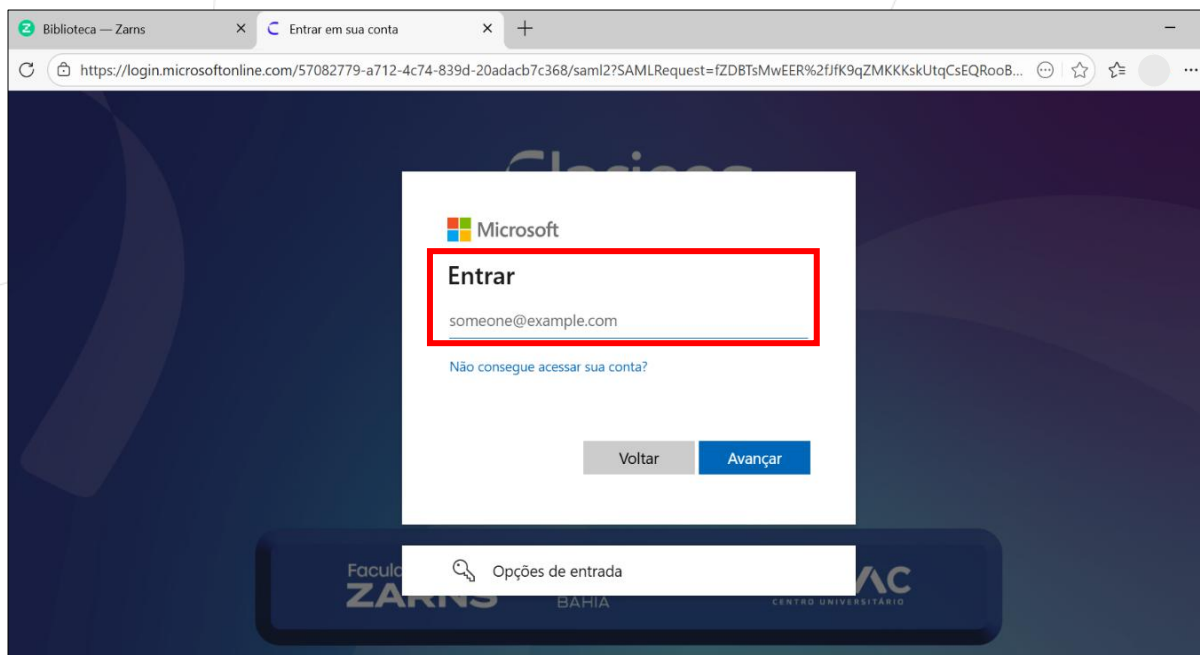 Biblioteca — Zarns
Entrar em sua conta
https://login.microsoftonline.com/57082779-a712-4c74-839d-20adacb7c368/saml2?SAMLRequest=fZDBTsMwEER%2fJfK9qZMKKKskUtqCsEQRooB...
Microsoft
Entrar
someone@example.com
Não consegue acessar sua conta?
Voltar
Avançar
Opções de entrada
ZARNS
BAHIA
CENTRO UNIVERSITÁRIO